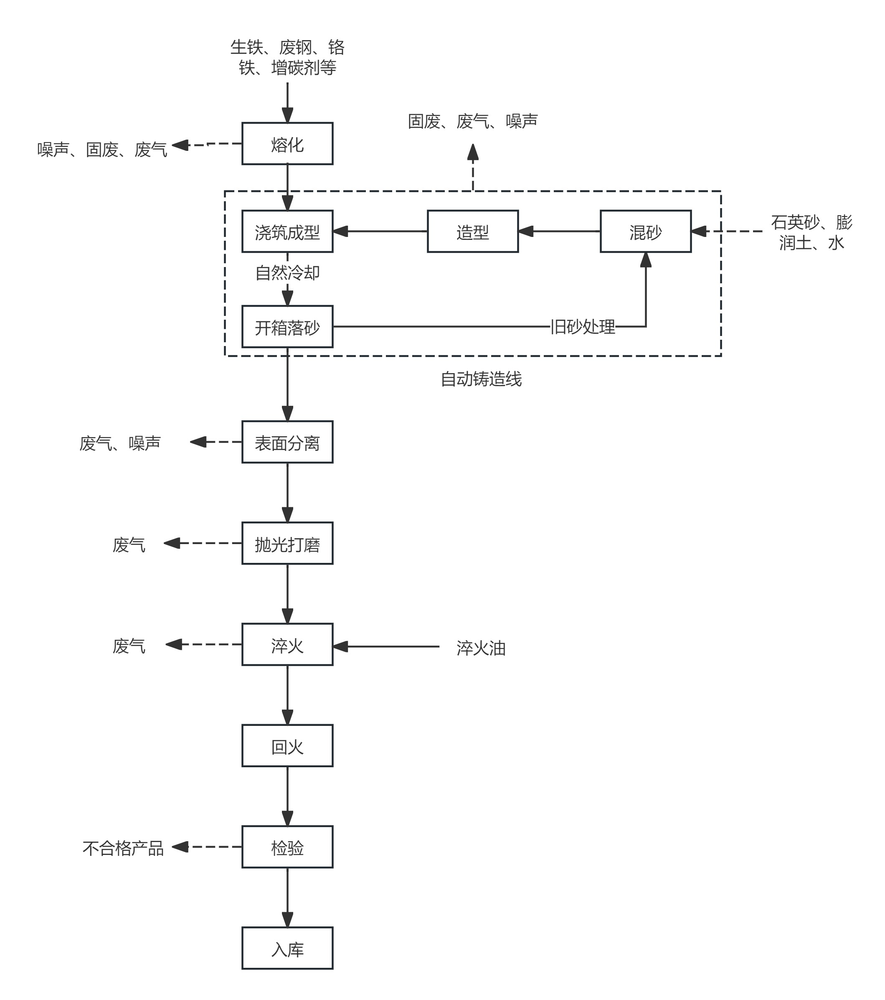 生铁、废钢、铬
铁、增碳剂等
固废、废气、噪声
熔化
噪声、固废、废气
浇筑成型
造型
混砂
石英砂、膨
润土、水
自然冷却
开箱落砂
旧砂处理
自动铸造线
废气、噪声
表面分离
废气
抛光打磨
废气
淬火
淬火油
回火
不合格产品
检验
入库